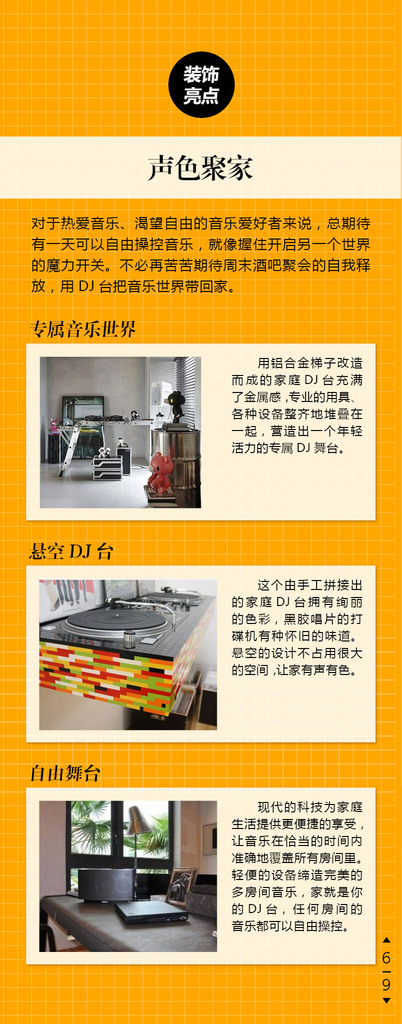 装饰
亮点
声色聚家
对于热爱音乐、渴望自由的音乐爱好者来说，总期待
有一天可以自由操控音乐，就像握住开启另一个世界
的魔力开关。不必再苦苦期待周末酒吧聚会的自我释
放，用 DJ 台把音乐世界带回家。
专属音乐世界
用铝合金梯子改造
而成的家庭 DJ 台充满
了金属感 ,专业的用具、
各种设备整齐地堆叠在
一起，营造出一个年轻
活力的专属 DJ 舞台。
悬空 DJ 台
这个由手工拼接出
的家庭 DJ 台拥有绚丽
的色彩，黑胶唱片的打
碟机有种怀旧的味道。
悬空的设计不占用很大
的空间 ,让家有声有色。
自由舞台
现代的科技为家庭
生活提供更便捷的享受，
让音乐在恰当的时间内
准确地覆盖所有房间里。
轻便的设备缔造完美的
多房间音乐，家就是你
的 DJ 台，任何房间的
音乐都可以自由操控。
6
9